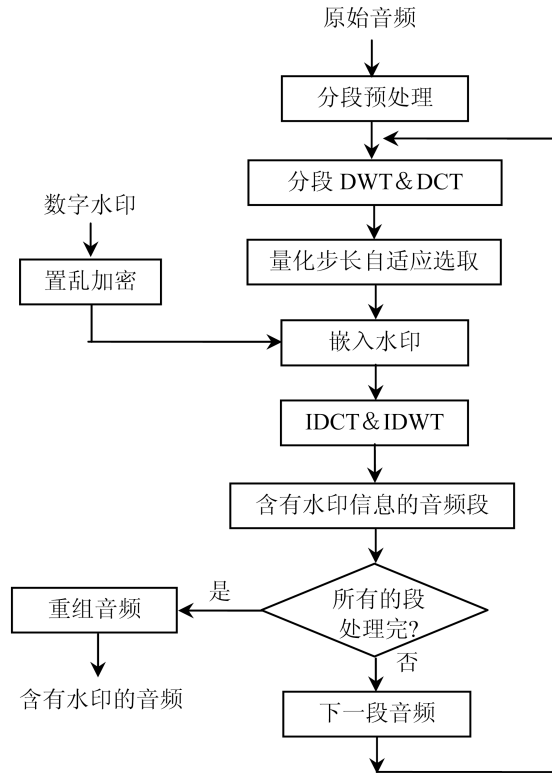 原始音频
分段预处理
分段 DWT＆DCT
数字水印
置乱加密
量化步长自适应选取
嵌入水印
IDCT＆IDWT
含有水印信息的音频段
所有的段
处理完?
是
重组音频
含有水印的音频
否
下一段音频